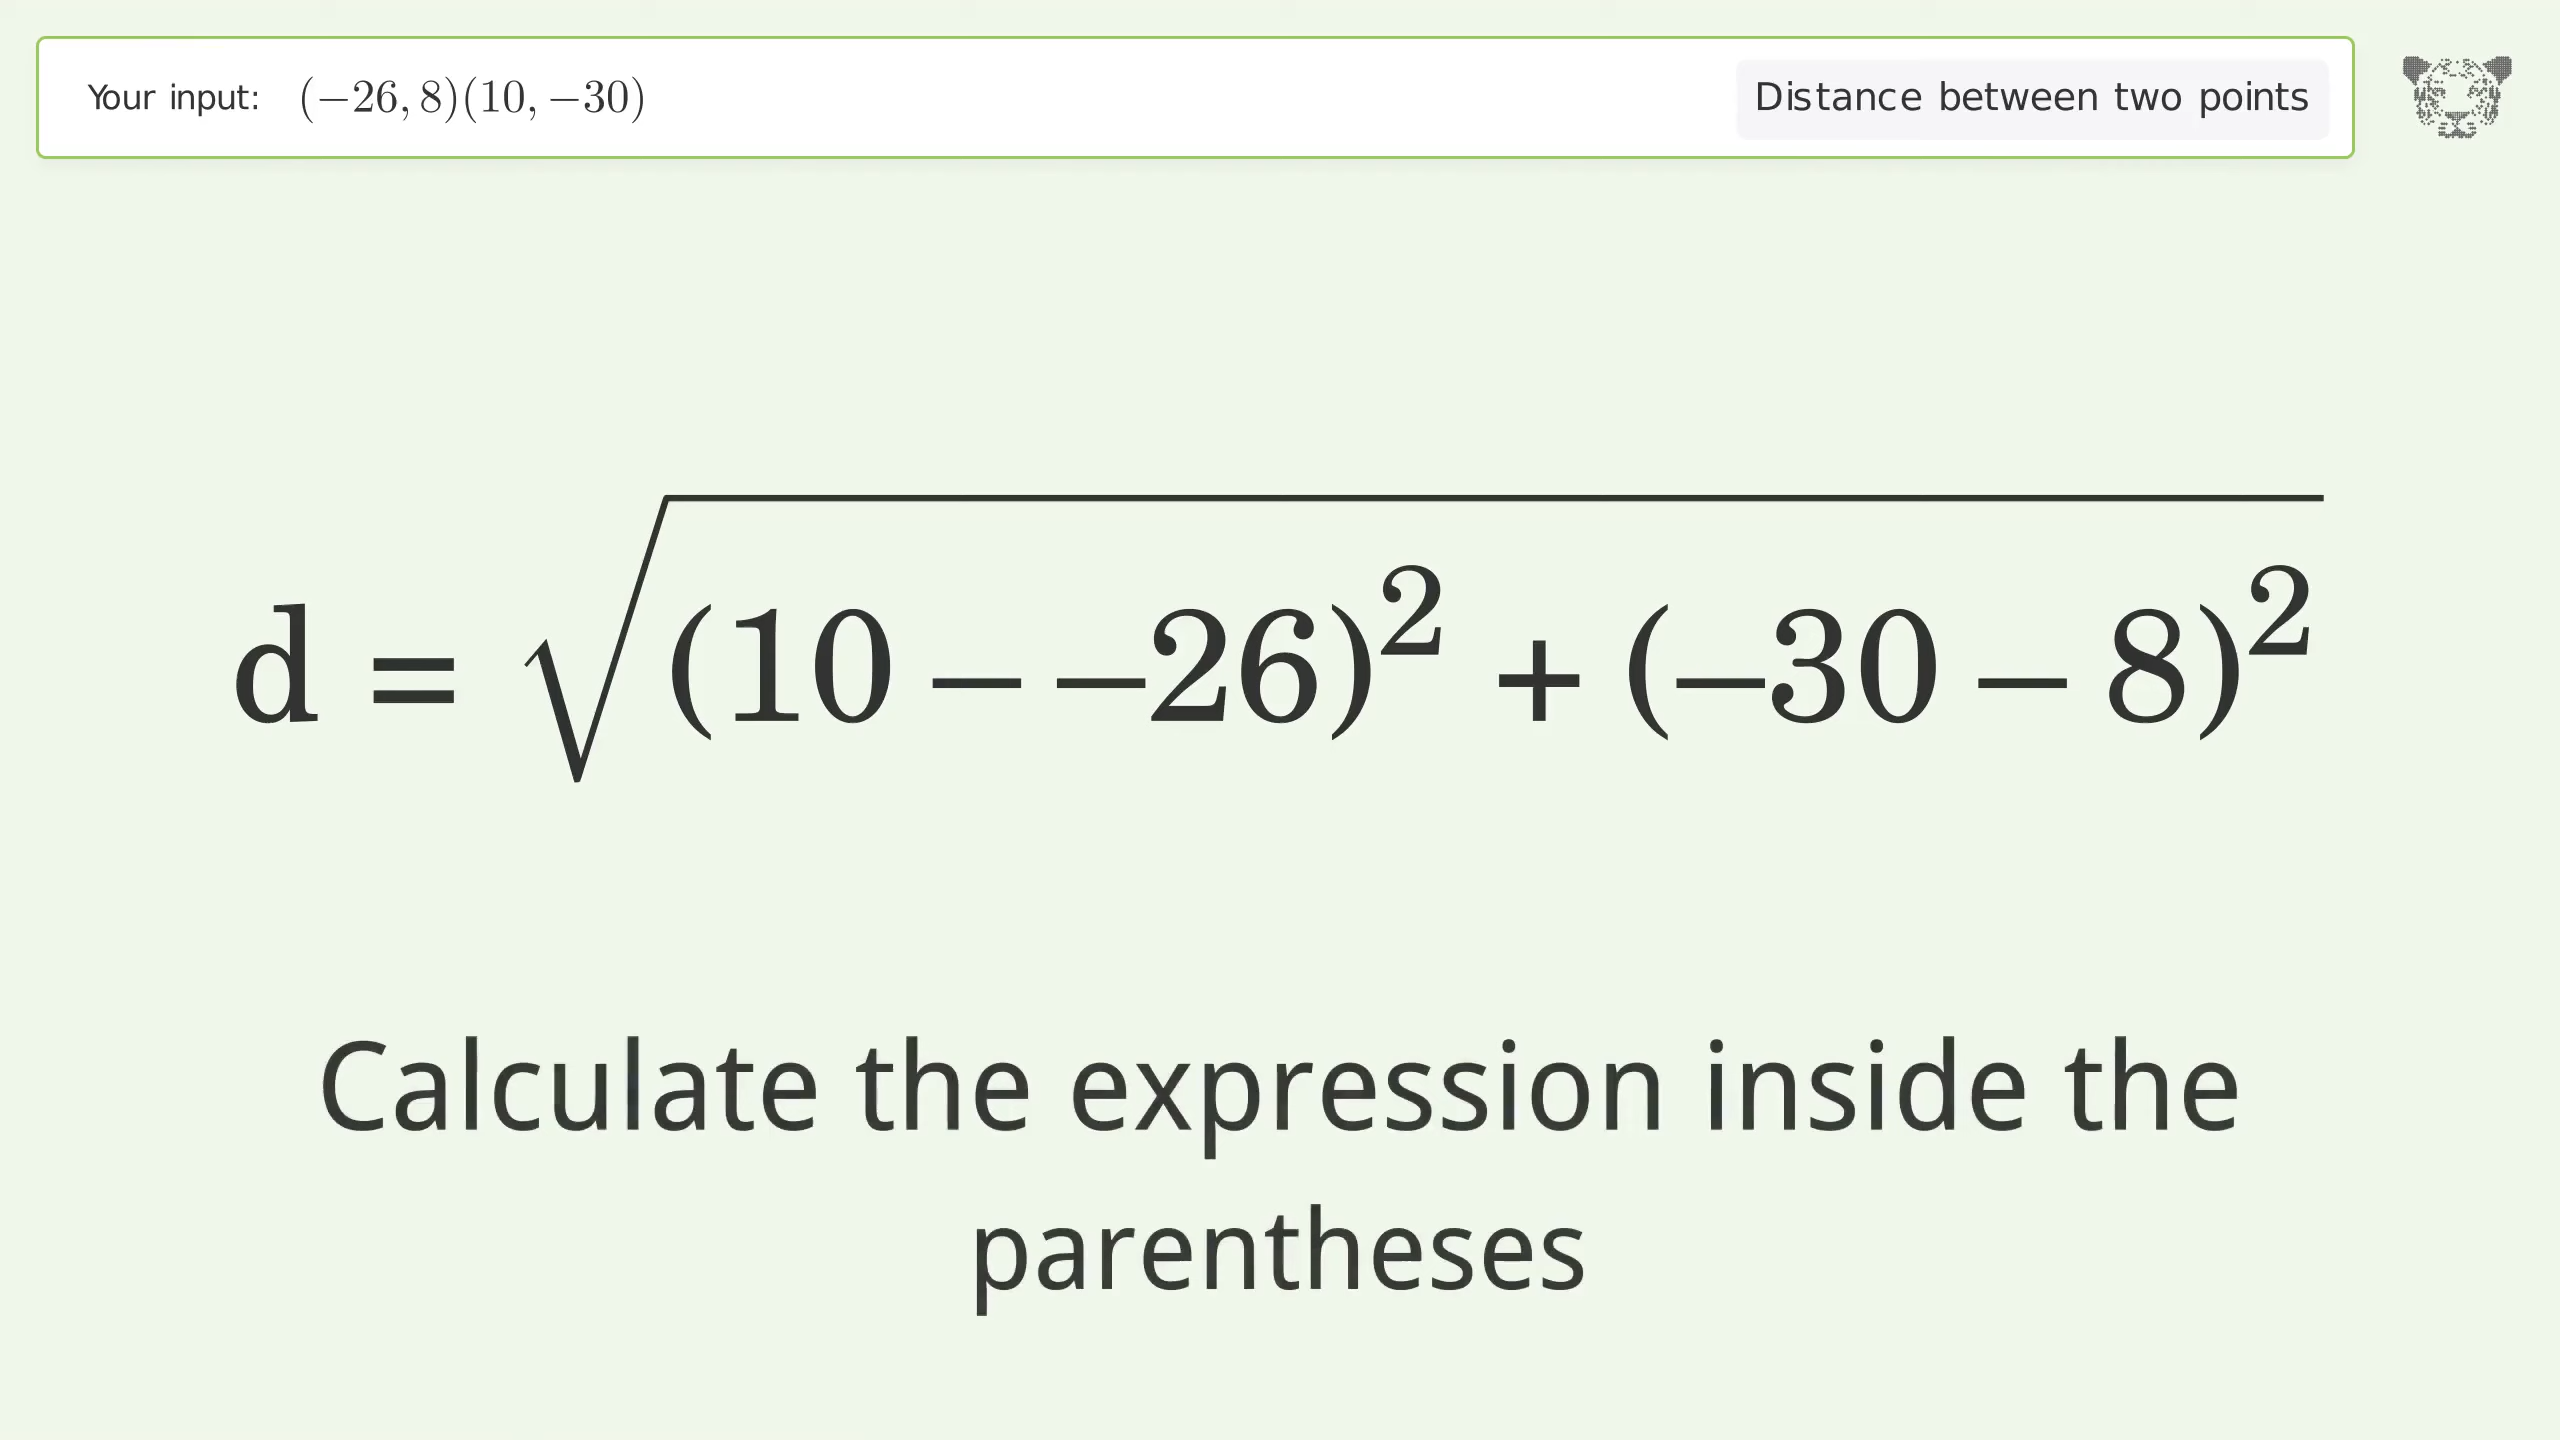 Your input: (−26, 8)(10, −30)
Distance between two points
d = √(10 − −26)² + (−30 − 8)²
Calculate the expression inside the
parentheses